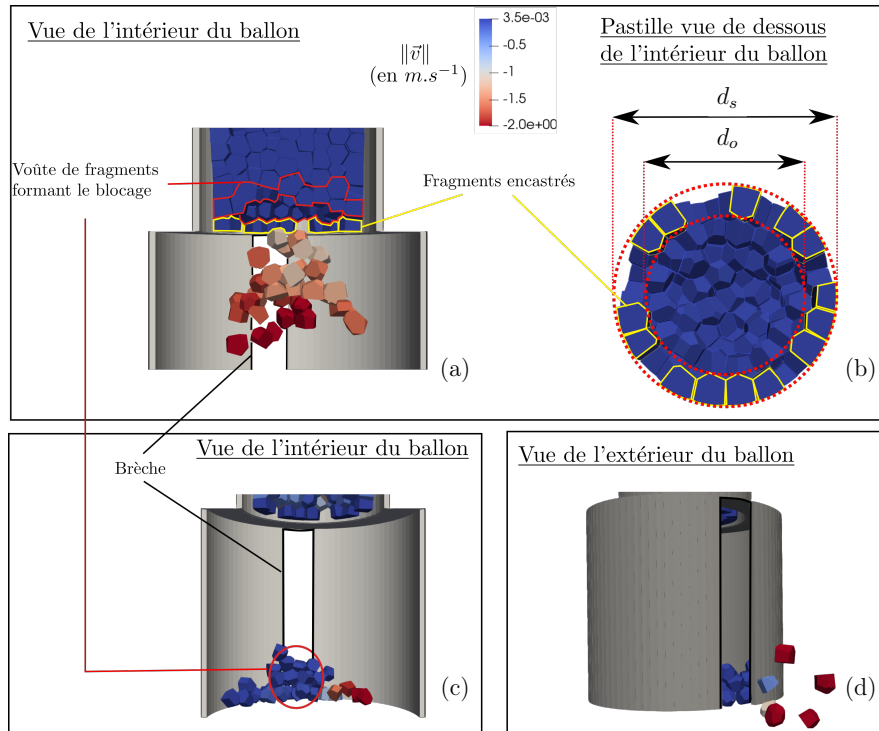 Vue de l'intérieur du ballon
‖v⃗‖
(en m.s⁻¹)
3.5e-03
-0.5
-1
-1.5
-2.0e+00
Pastille vue de dessous
de l'intérieur du ballon
d_s
d_o
Voûte de fragments
formant le blocage
Fragments encastrés
(a)
(b)
Vue de l'intérieur du ballon
Brèche
(c)
Vue de l'extérieur du ballon
(d)